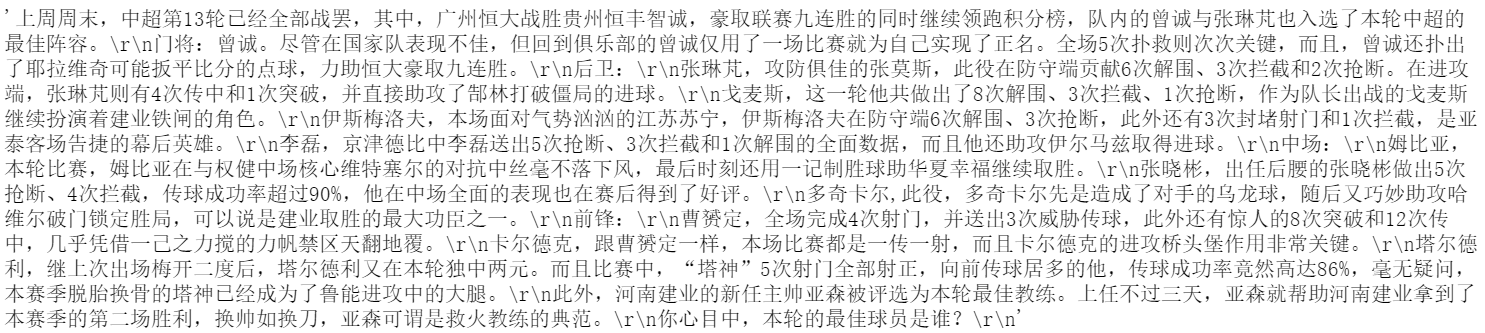 '上周周末，中超第13轮已经全部战罢，其中，广州恒大战胜贵州恒丰智诚，豪取联赛九连胜的同时继续领跑积分榜，队内的曾诚与张琳芃也入选了本轮中超的
最佳阵容。\r\n门将：曾诚。尽管在国家队表现不佳，但回到俱乐部的曾诚仅用了一场比赛就为自己实现了正名。全场5次扑救则次次关键，而且，曾诚还扑出
了耶拉维奇可能扳平比分的点球，力助恒大豪取九连胜。\r\n后卫：\r\n张琳芃，攻防俱佳的张莫斯，此役在防守端贡献6次解围、3次拦截和2次抢断。在进攻
端，张琳芃则有4次传中和1次突破，并直接助攻了郜林打破僵局的进球。\r\n戈麦斯，这一轮他共做出了8次解围、3次拦截、1次抢断，作为队长出战的戈麦斯
继续扮演着建业铁闸的角色。\r\n伊斯梅洛夫，本场面对气势汹汹的江苏苏宁，伊斯梅洛夫在防守端6次解围、3次抢断，此外还有3次封堵射门和1次拦截，是亚
泰客场告捷的幕后英雄。\r\n李磊，京津德比中李磊送出5次抢断、3次拦截和1次解围的全面数据，而且他还助攻伊尔马兹取得进球。\r\n中场：\r\n姆比亚，
本轮比赛，姆比亚在与权健中场核心维特塞尔的对抗中丝毫不落下风，最后时刻还用一记制胜球助华夏幸福继续取胜。\r\n张晓彬，出任后腰的张晓彬做出5次
抢断、4次拦截，传球成功率超过90%，他在中场全面的表现也在赛后得到了好评。\r\n多奇卡尔,此役，多奇卡尔先是造成了对手的乌龙球，随后又巧妙助攻哈
维尔破门锁定胜局，可以说是建业取胜的最大功臣之一。\r\n前锋：\r\n曹赟定，全场完成4次射门，并送出3次威胁传球，此外还有惊人的8次突破和12次传
中，几乎凭借一己之力搅的力帆禁区天翻地覆。\r\n卡尔德克，跟曹赟定一样，本场比赛都是一传一射，而且卡尔德克的进攻桥头堡作用非常关键。\r\n塔尔德
利，继上次出场梅开二度后，塔尔德利又在本轮独中两元。而且比赛中，“塔神”5次射门全部射正，向前传球居多的他，传球成功率竟然高达86%，毫无疑问，
本赛季脱胎换骨的塔神已经成为了鲁能进攻中的大腿。\r\n此外，河南建业的新任主帅亚森被评选为本轮最佳教练。上任不过三天，亚森就帮助河南建业拿到了
本赛季的第二场胜利，换帅如换刀，亚森可谓是救火教练的典范。\r\n你心目中，本轮的最佳球员是谁？\r\n'